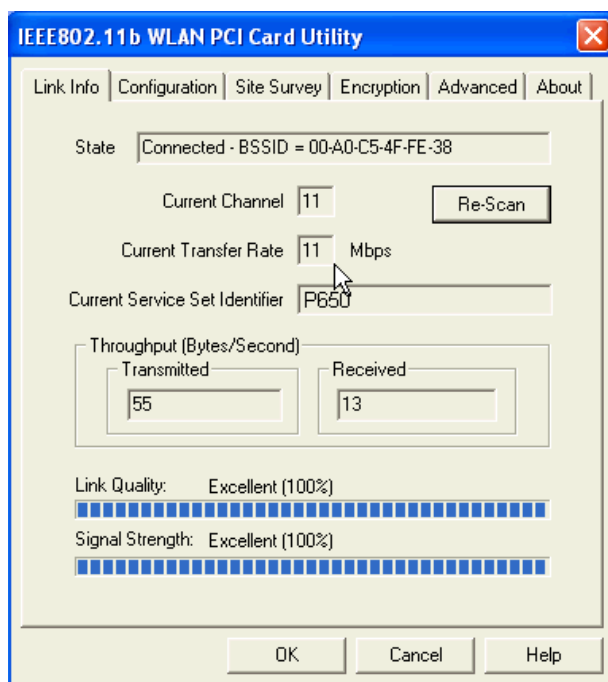 IEEE802.11b WLAN PCI Card Utility
Link Info Configuration Site Survey Encryption Advanced About
State Connected - BSSID = 00-A0-C5-4F-FE-38
Current Channel 11 Re-Scan
Current Transfer Rate 11 Mbps
Current Service Set Identifier P650
Throughput (Bytes/Second)
Transmitted Received
55 13
Link Quality: Excellent (100%)
Signal Strength: Excellent (100%)
OK Cancel Help